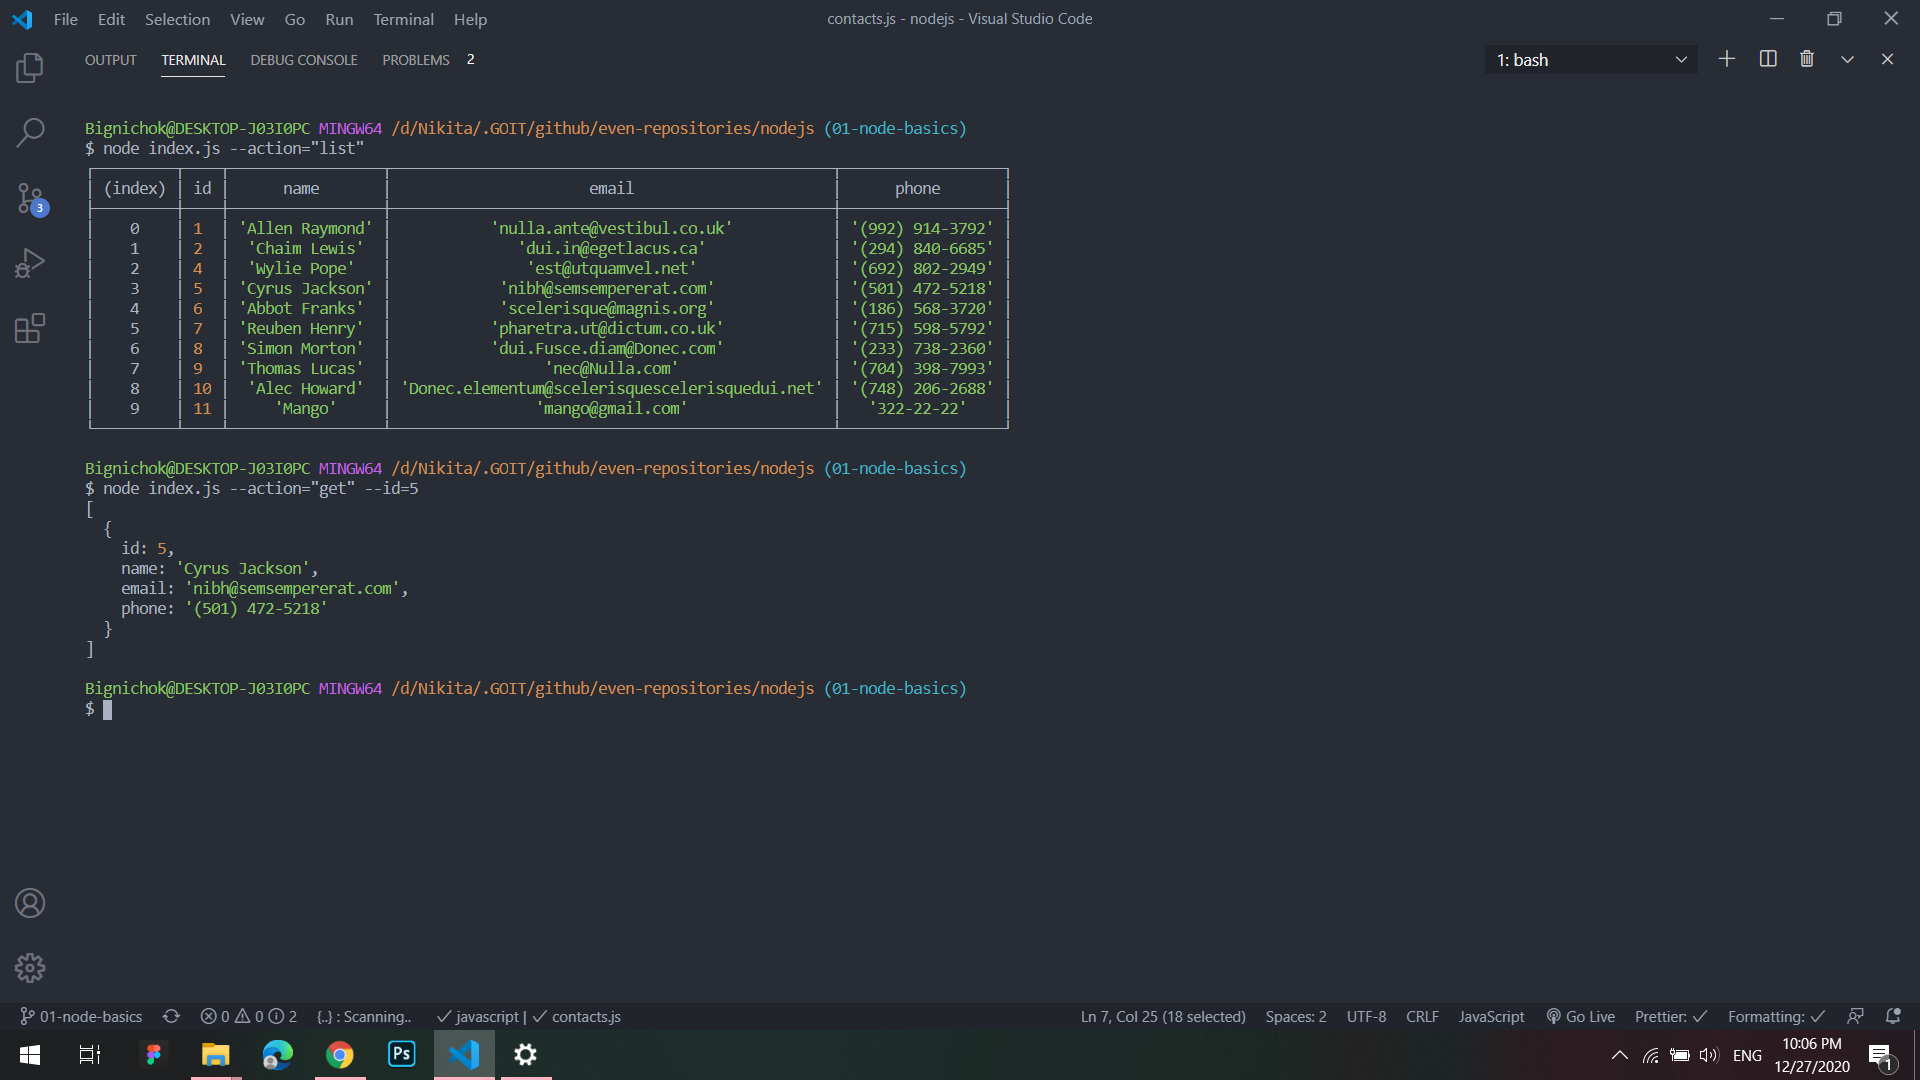 File Edit Selection View Go Run Terminal Help
contacts.js - nodejs - Visual Studio Code
OUTPUT TERMINAL DEBUG CONSOLE PROBLEMS 2
1: bash
Bignichok@DESKTOP-J03I0PC MINGW64 /d/Nikita/.GOIT/github/even-repositories/nodejs (01-node-basics)
$ node index.js --action="list"
(index) id name email phone
0 1 'Allen Raymond' 'nulla.ante@vestibul.co.uk' '(992) 914-3792'
1 2 'Chaim Lewis' 'dui.in@egetlacus.ca' '(294) 840-6685'
2 4 'Wylie Pope' 'est@utquamvel.net' '(692) 802-2949'
3 5 'Cyrus Jackson' 'nibh@semsempererat.com' '(501) 472-5218'
4 6 'Abbot Franks' 'scelerisque@magnis.org' '(186) 568-3720'
5 7 'Reuben Henry' 'pharetra.ut@dictum.co.uk' '(715) 598-5792'
6 8 'Simon Morton' 'dui.Fusce.diam@Donec.com' '(233) 738-2360'
7 9 'Thomas Lucas' 'nec@Nulla.com' '(704) 398-7993'
8 10 'Alec Howard' 'Donec.elementum@scelerisquescelerisquedui.net' '(748) 206-2688'
9 11 'Mango' 'mango@gmail.com' '322-22-22'
Bignichok@DESKTOP-J03I0PC MINGW64 /d/Nikita/.GOIT/github/even-repositories/nodejs (01-node-basics)
$ node index.js --action="get" --id=5
[
{
id: 5,
name: 'Cyrus Jackson',
email: 'nibh@semsempererat.com',
phone: '(501) 472-5218'
}
]
Bignichok@DESKTOP-J03I0PC MINGW64 /d/Nikita/.GOIT/github/even-repositories/nodejs (01-node-basics)
$
3
01-node-basics 0 0 2 {..} : Scanning.. javascript | contacts.js
Ln 7, Col 25 (18 selected) Spaces: 2 UTF-8 CRLF JavaScript Go Live Prettier: Formatting:
Ps
ENG
10:06 PM
12/27/2020
1